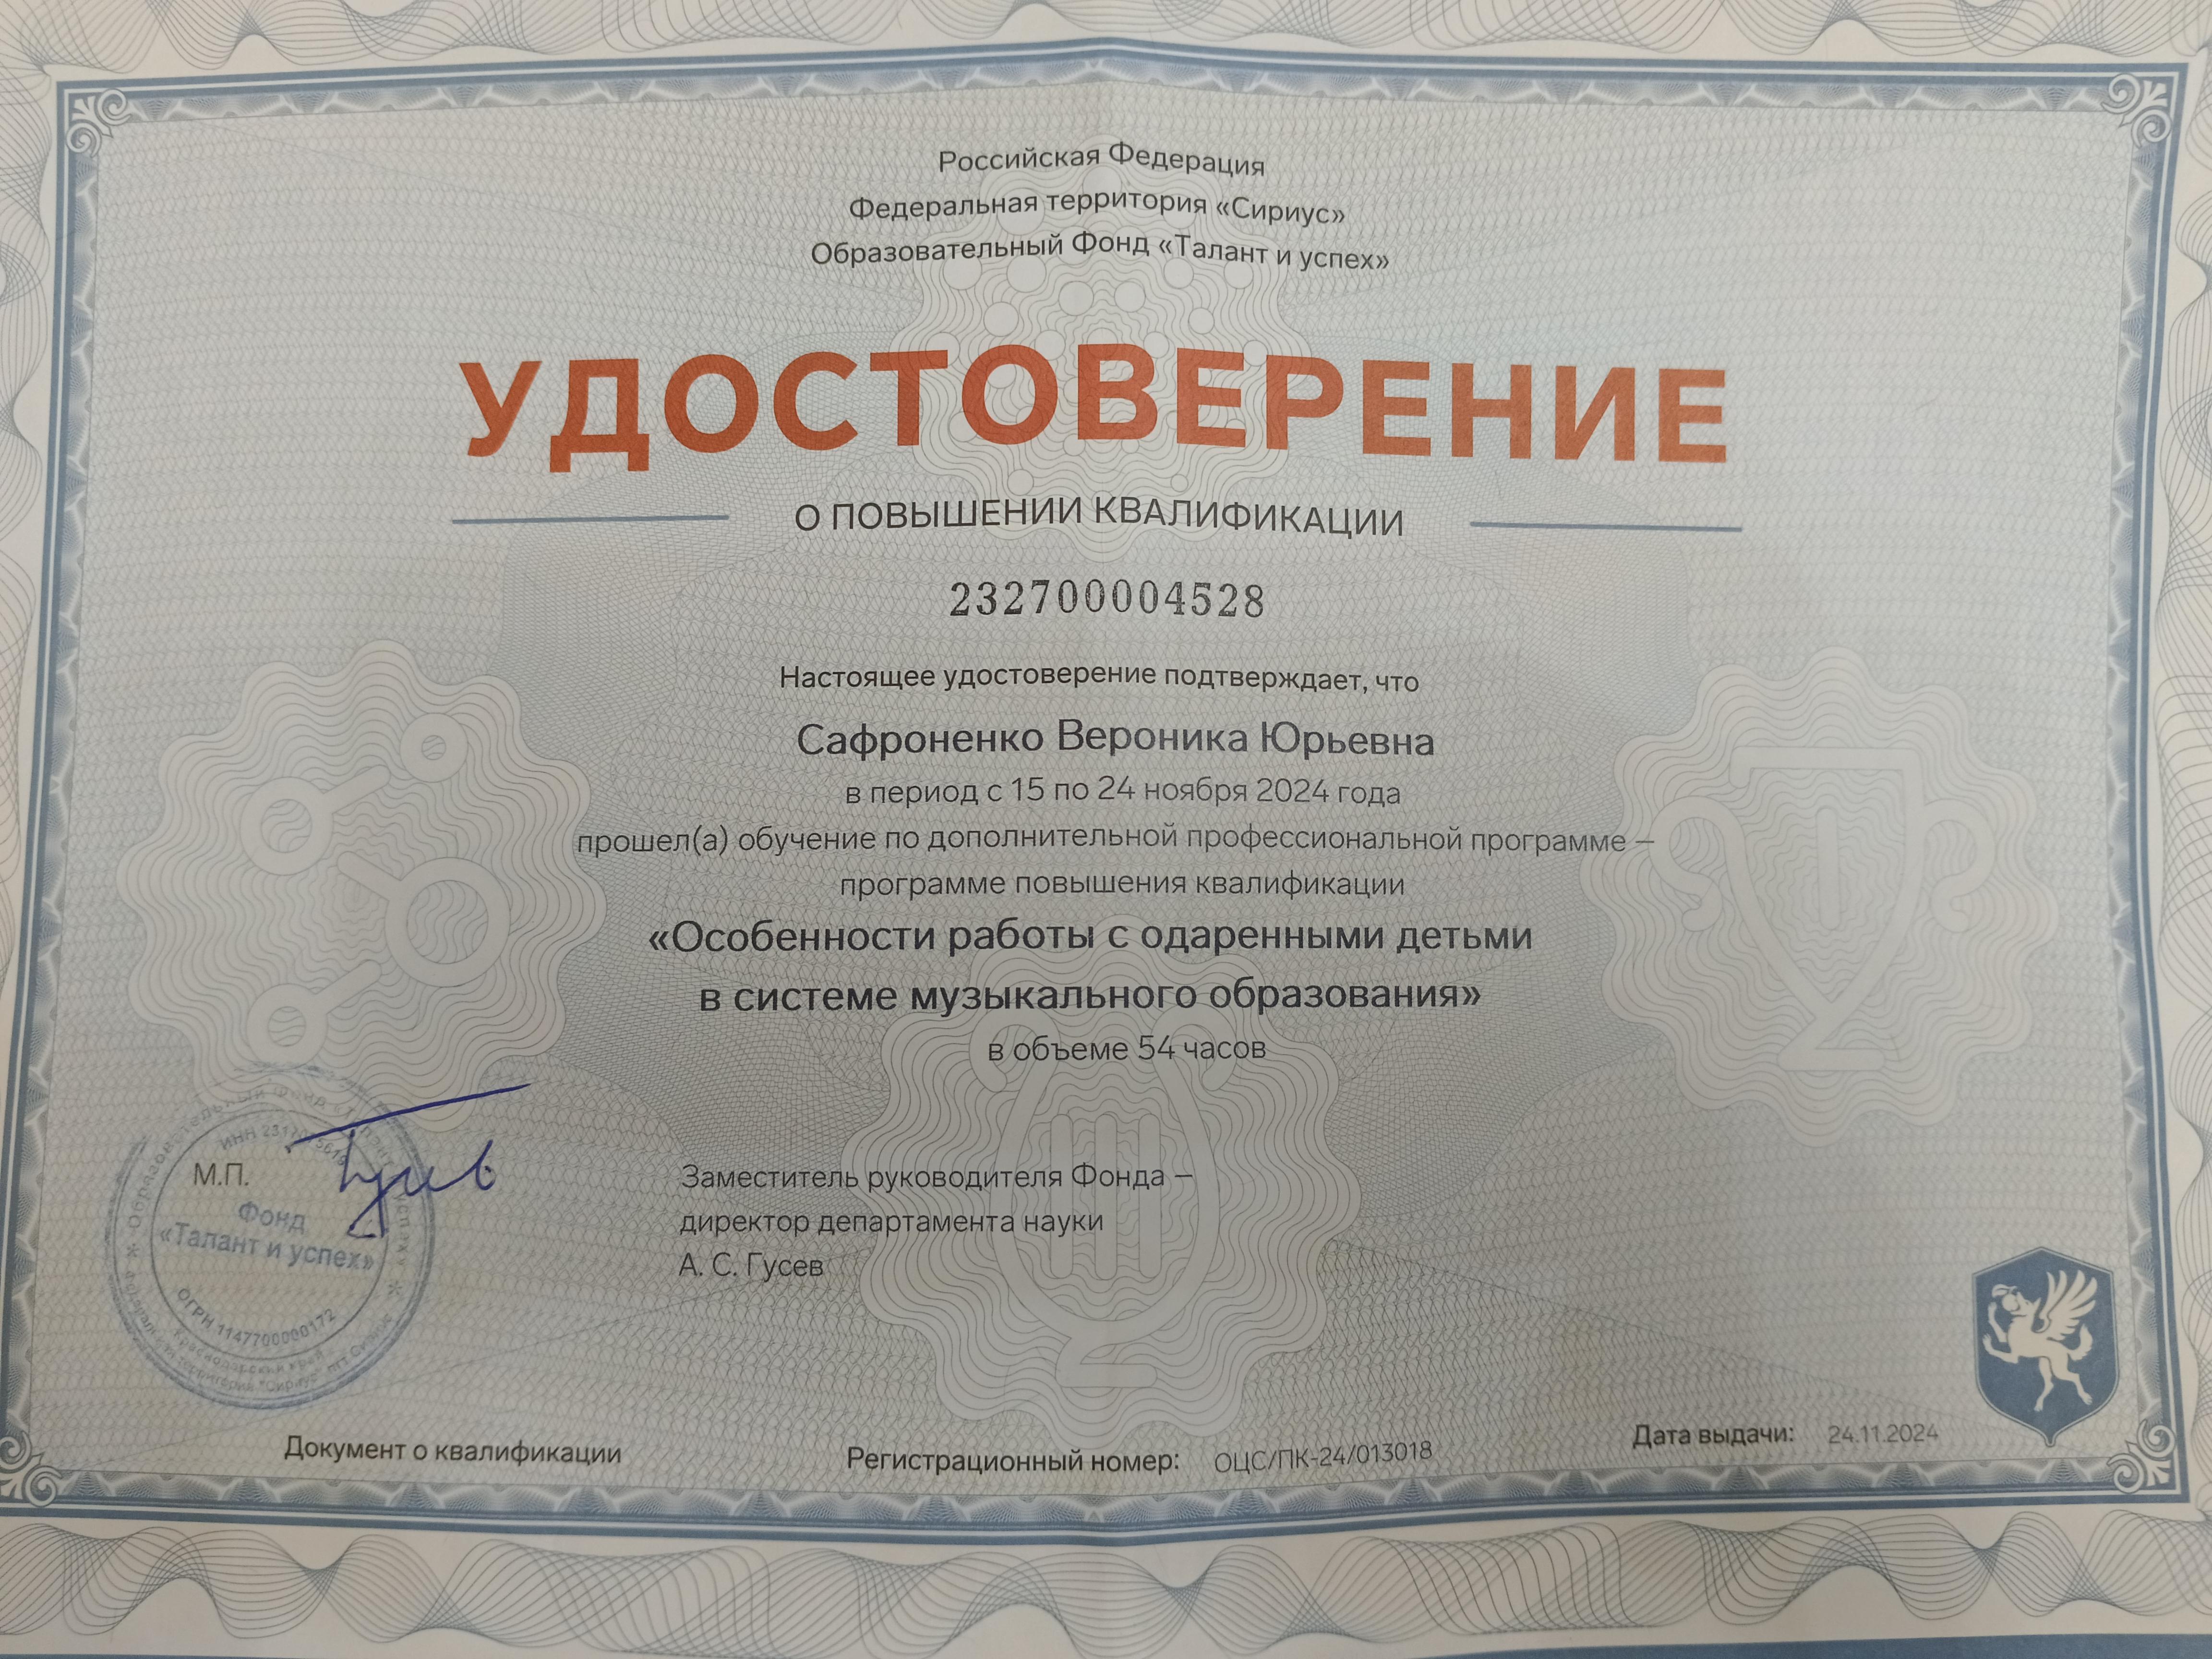 Российская Федерация
Федеральная территория «Сириус»
Образовательный Фонд «Талант и успех»
УДОСТОВЕРЕНИЕ
О ПОВЫШЕНИИ КВАЛИФИКАЦИИ
232700004528
Настоящее удостоверение подтверждает, что
Сафроненко Вероника Юрьевна
в период с 15 по 24 ноября 2024 года
прошел(а) обучение по дополнительной профессиональной программе –
программе повышения квалификации
«Особенности работы с одаренными детьми
в системе музыкального образования»
в объеме 54 часов
М.П.
Фонд
«Талант и успех»
ОГРН 1147700000172
Заместитель руководителя Фонда –
директор департамента науки
А. С. Гусев
Документ о квалификации
Регистрационный номер: ОЦС/ПК-24/013018
Дата выдачи: 24.11.2024